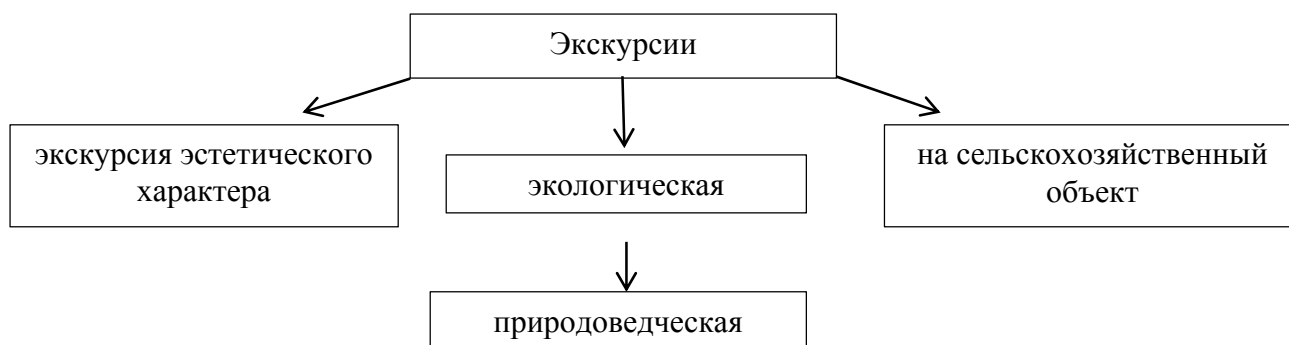 Экскурсии
экскурсия эстетического
характера
экологическая
на сельскохозяйственный
объект
природоведческая